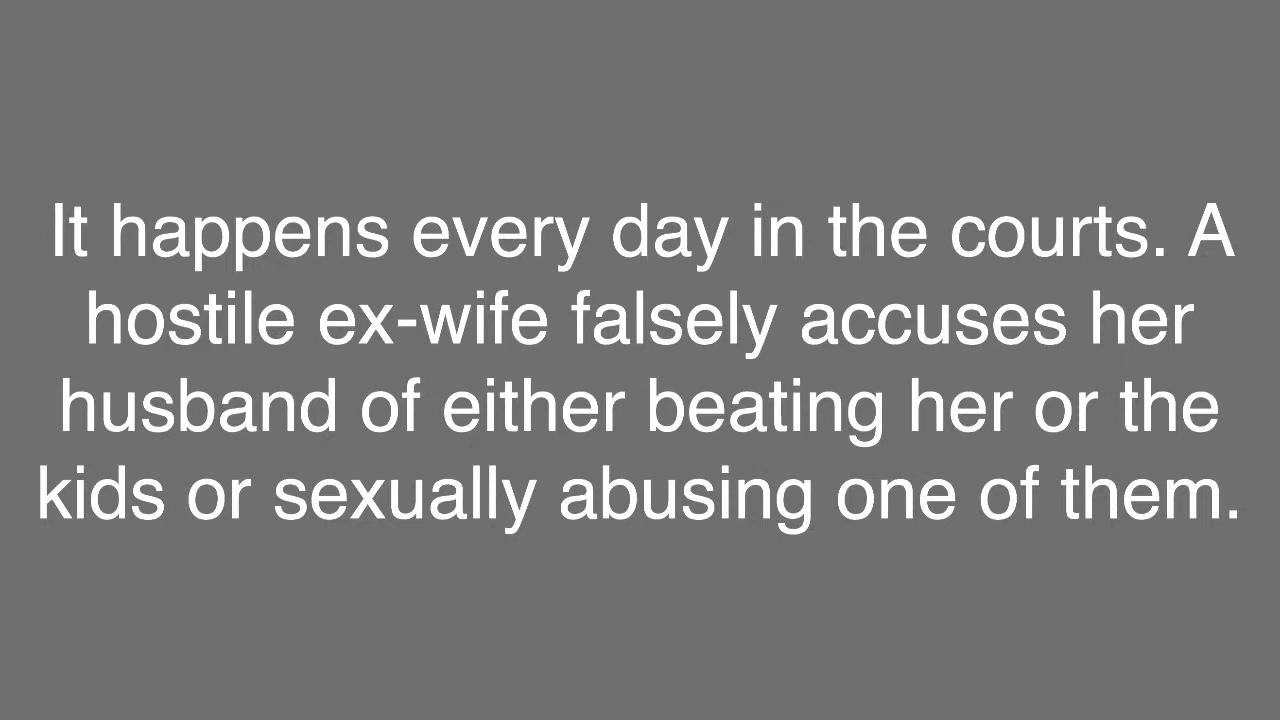 It happens every day in the courts. A
hostile ex-wife falsely accuses her
husband of either beating her or the
kids or sexually abusing one of them.